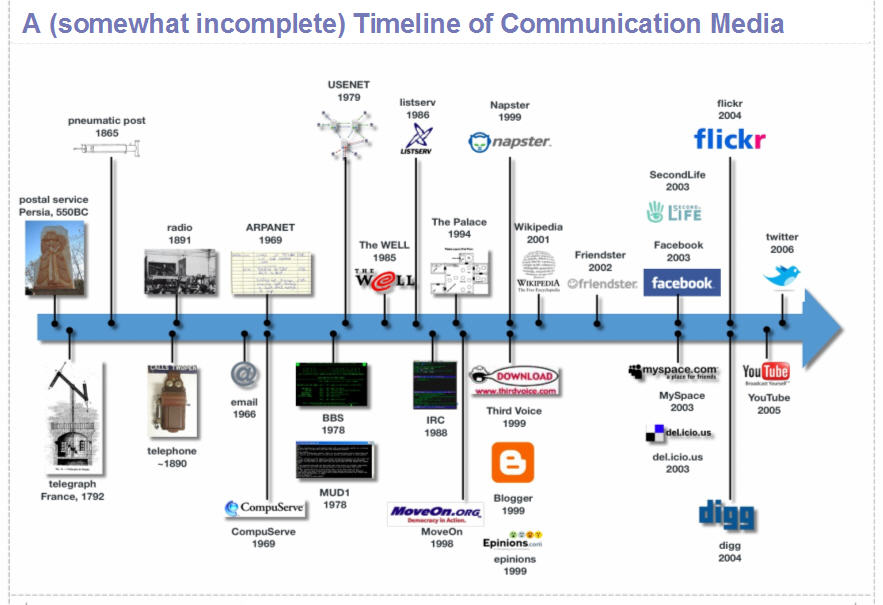 A (somewhat incomplete) Timeline of Communication Media
USENET
1979
listserv
1986
LISTSERV
Napster
1999
napster.
flickr
2004
flickr
pneumatic post
1865
postal service
Persia, 550BC
radio
1891
ARPANET
1969
The WELL
1985
THE
WELL
The Palace
1994
Wikipedia
2001
WIKIPEDIA
The Free Encyclopedia
Friendster
2002
friendster.
SecondLife
2003
SECOND
LIFE
Facebook
2003
facebook
twitter
2006
telegraph
France, 1792
CALLS TWOPEN
telephone
~1890
@
email
1966
CompuServe
CompuServe
1969
BBS
1978
MUD1
1978
IRC
1988
MOVEON.ORG
Democracy in Action.
MoveOn
1998
DOWNLOAD
www.thirdvoice.com
Third Voice
1999
Blogger
1999
Epinions.com
epinions
1999
myspace.com
a place for friends
MySpace
2003
del.icio.us
del.icio.us
2003
digg
digg
2004
YouTube
Broadcast Yourself
YouTube
2005